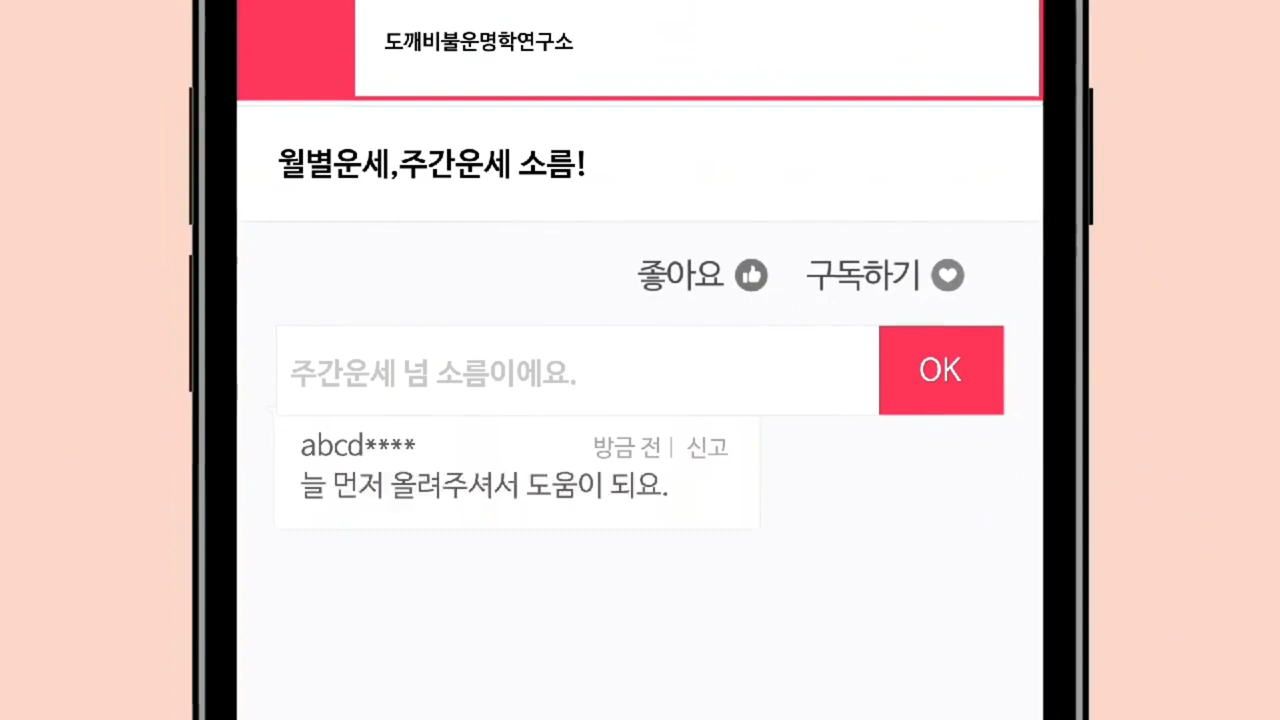 도깨비불운명학연구소
월별운세,주간운세 소름!
좋아요 구독하기
주간운세 넘 소름이에요.
OK
abcd****
방금 전 | 신고
늘 먼저 올려주셔서 도움이 되요.